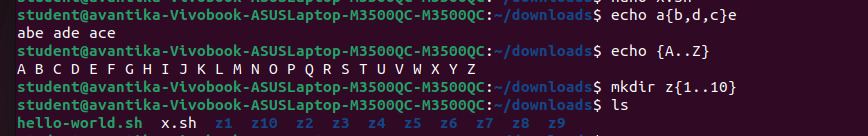 student@avantika-Vivobook-ASUSLaptop-M3500QC-M3500QC:~/downloads$ echo a{b,d,c}e
abe ade ace
student@avantika-Vivobook-ASUSLaptop-M3500QC-M3500QC:~/downloads$ echo {A..Z}
A B C D E F G H I J K L M N O P Q R S T U V W X Y Z
student@avantika-Vivobook-ASUSLaptop-M3500QC-M3500QC:~/downloads$ mkdir z{1..10}
student@avantika-Vivobook-ASUSLaptop-M3500QC-M3500QC:~/downloads$ ls
hello-world.sh x.sh z1 z10 z2 z3 z4 z5 z6 z7 z8 z9